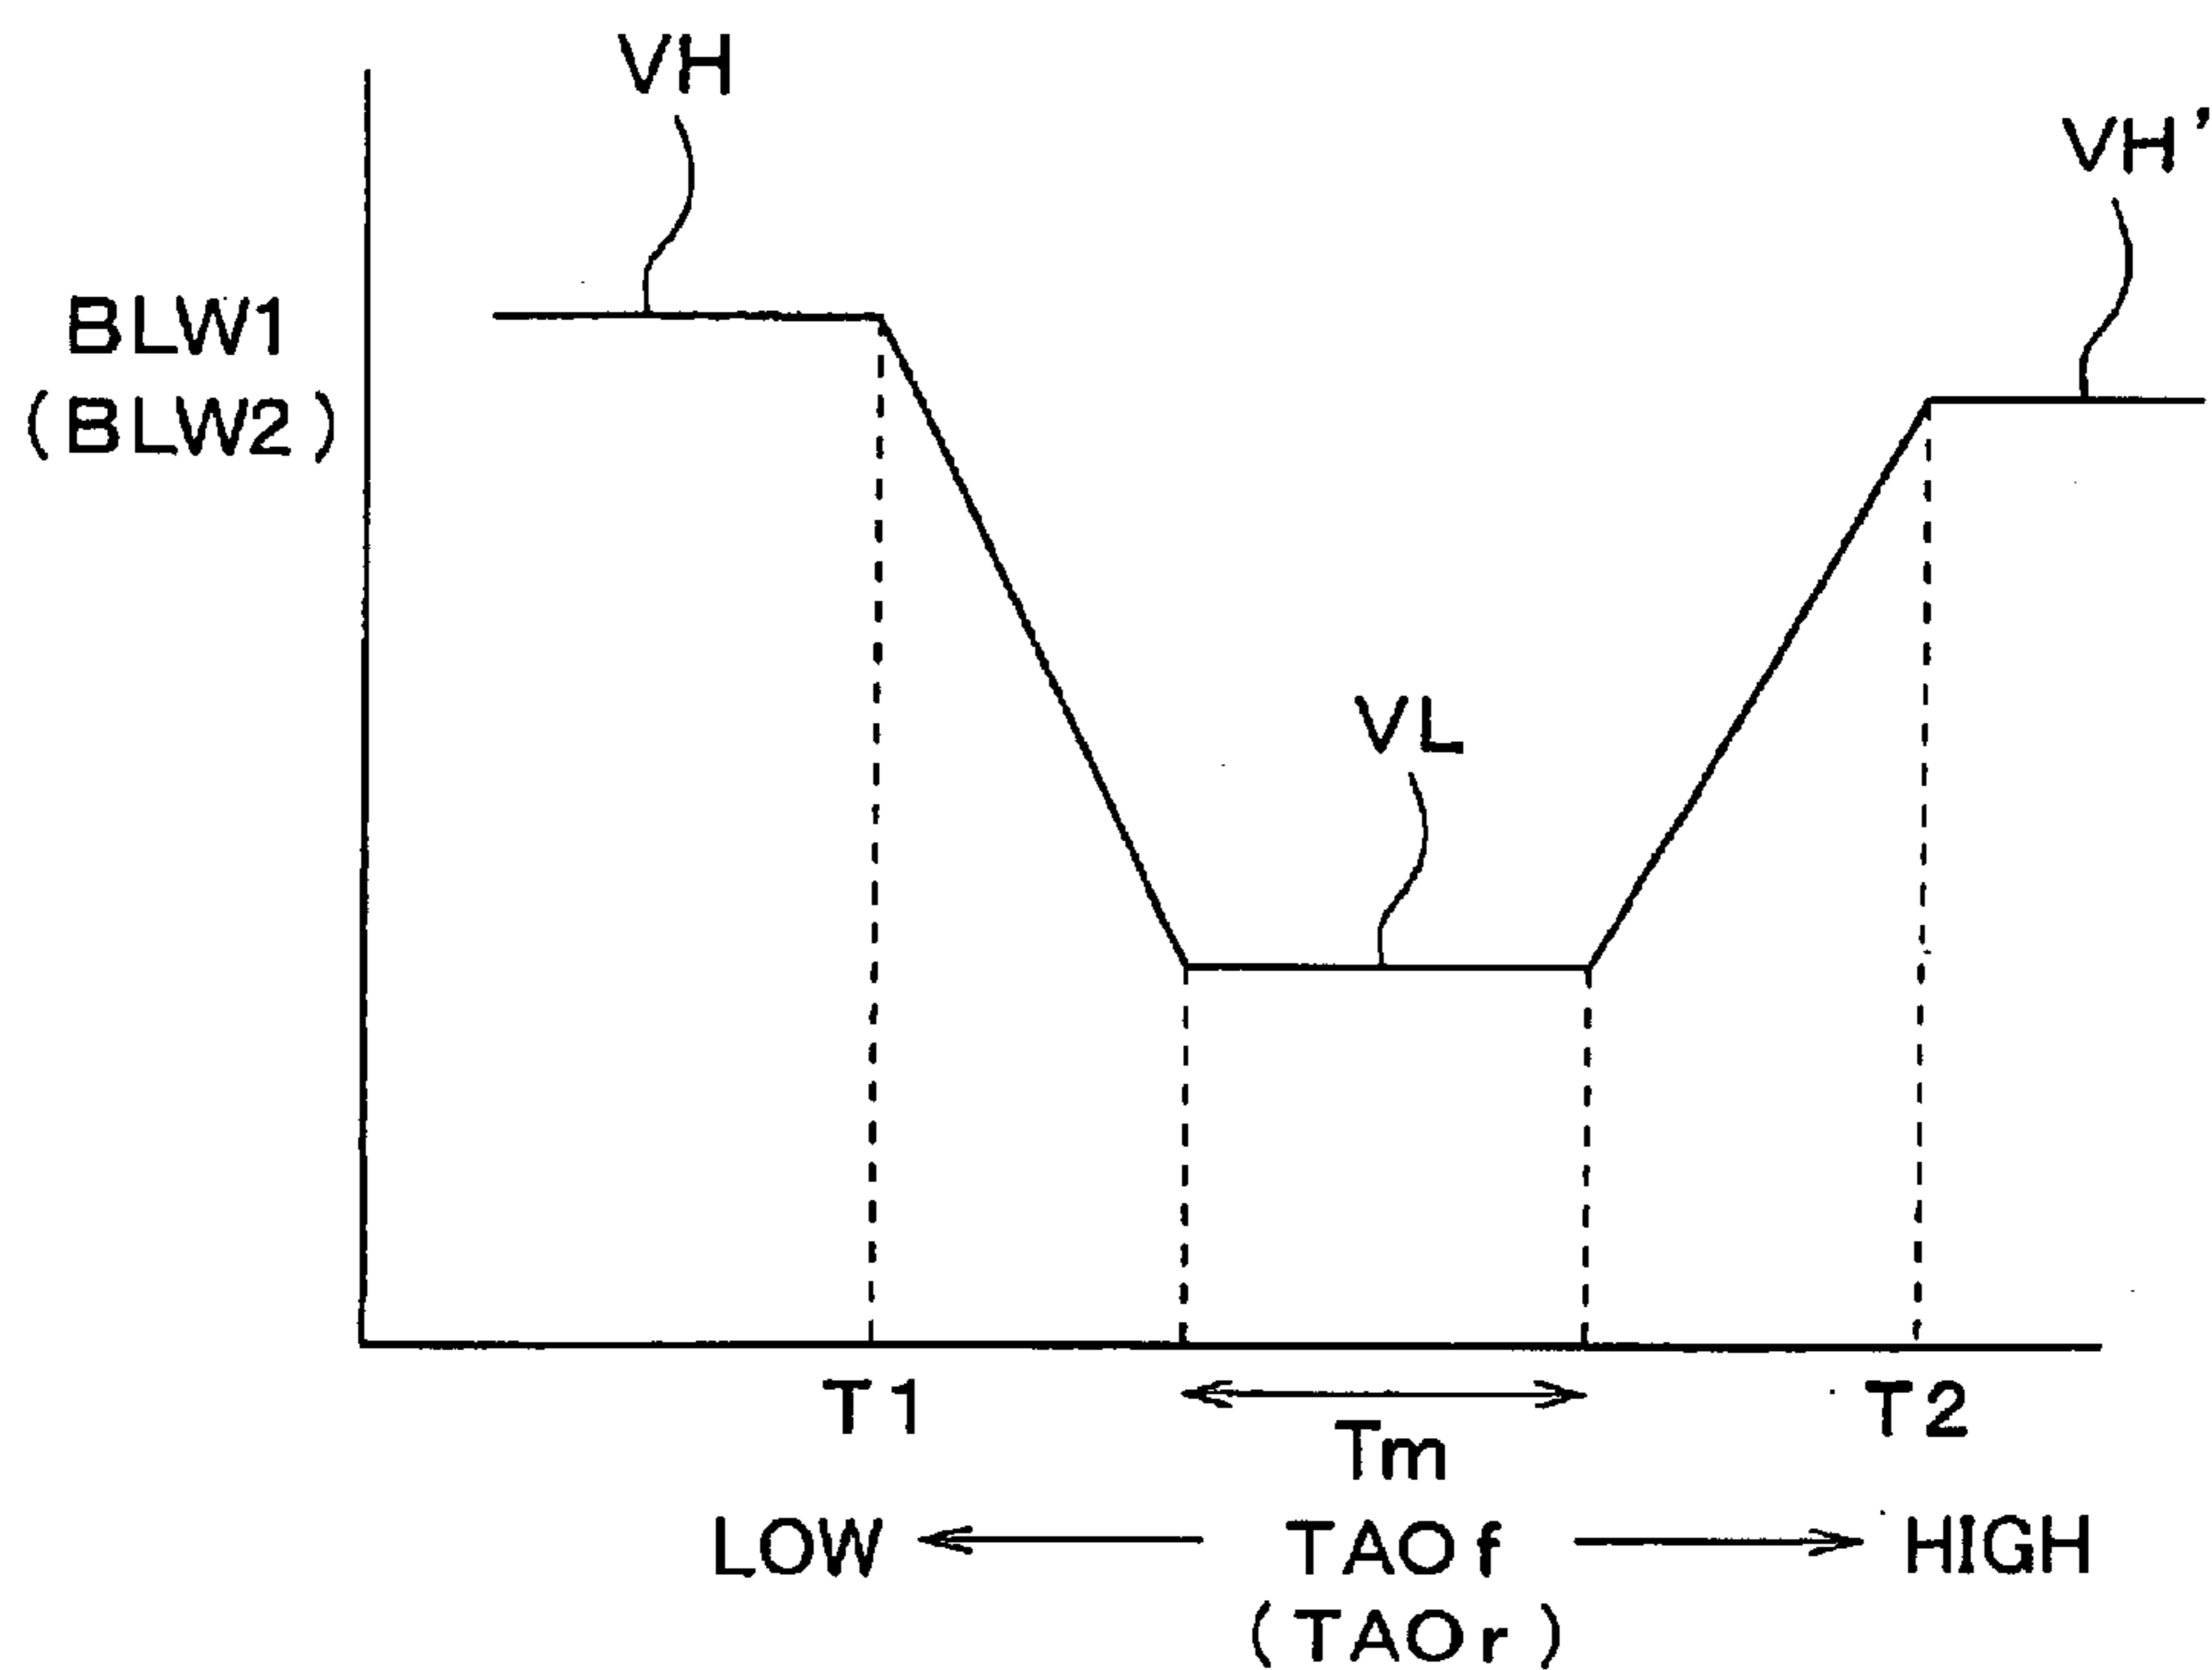 VH
VH'
BLW1
(BLW2)
VL
T1
T2
Tm
LOW TAOf HIGH
(TAOr)